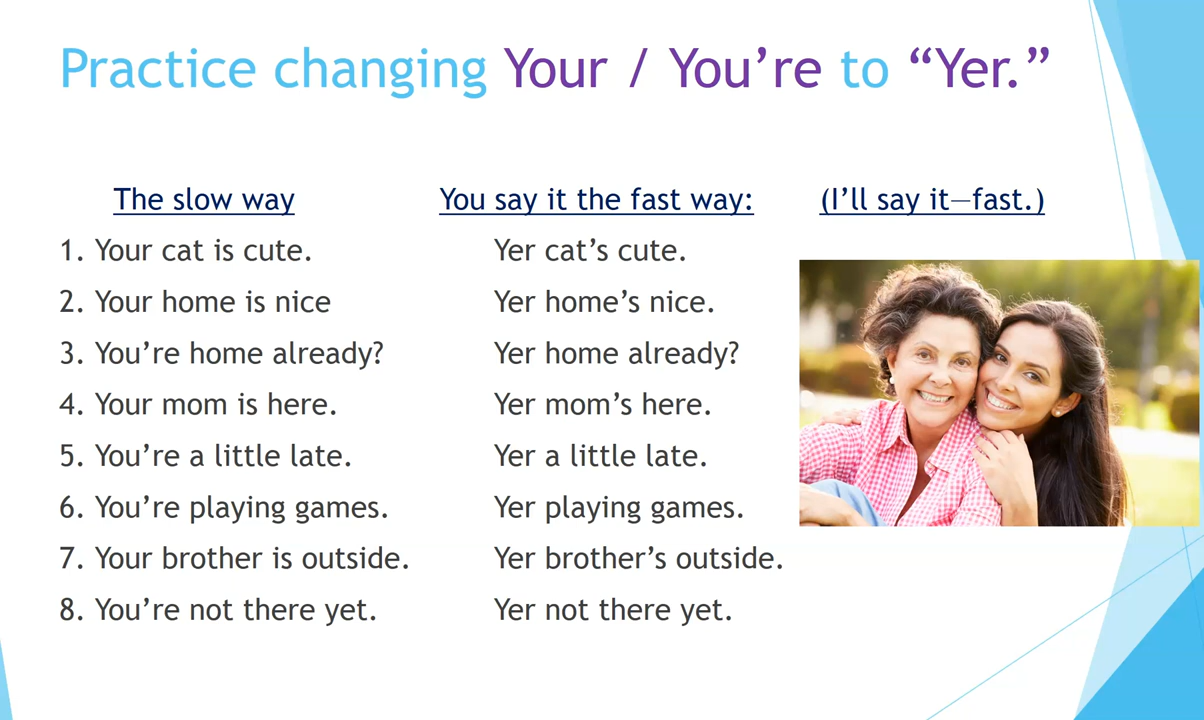 Practice changing Your / You’re to “Yer.”
The slow way You say it the fast way: (I’ll say it—fast.)
1. Your cat is cute. Yer cat’s cute.
2. Your home is nice Yer home’s nice.
3. You’re home already? Yer home already?
4. Your mom is here. Yer mom’s here.
5. You’re a little late. Yer a little late.
6. You’re playing games. Yer playing games.
7. Your brother is outside. Yer brother’s outside.
8. You’re not there yet. Yer not there yet.